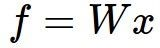 f = Wx